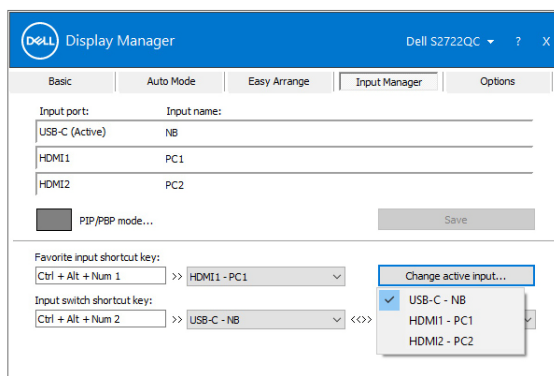 DELL Display Manager Dell S2722QC ? X
Basic Auto Mode Easy Arrange Input Manager Options
Input port: Input name:
USB-C (Active) NB
HDMI1 PC1
HDMI2 PC2
PIP/PBP mode... Save
Favorite input shortcut key:
Ctrl + Alt + Num 1 >> HDMI1 - PC1 Change active input...
Input switch shortcut key:
Ctrl + Alt + Num 2 >> USB-C - NB <<>>
USB-C - NB
HDMI1 - PC1
HDMI2 - PC2